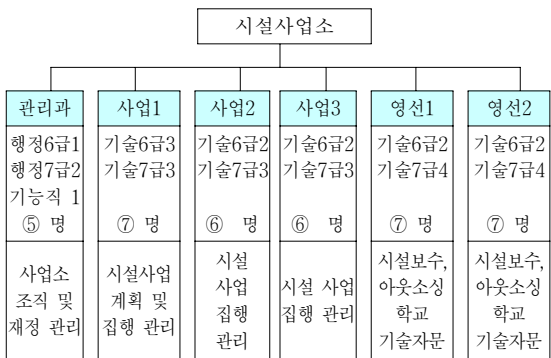 시설사업소
관리과
행정6급1
행정7급2
기능직 1
⑤ 명
사업소
조직 및
재정 관리
사업1
기술6급3
기술7급3
⑦ 명
시설사업
계획 및
집행 관리
사업2
기술6급2
기술7급3
⑥ 명
시설
사업
집행
관리
사업3
기술6급2
기술7급3
⑥ 명
시설 사업
집행 관리
영선1
기술6급2
기술7급4
⑦ 명
시설보수,
아웃소싱
학교
기술자문
영선2
기술6급2
기술7급4
⑦ 명
시설보수,
아웃소싱
학교
기술자문